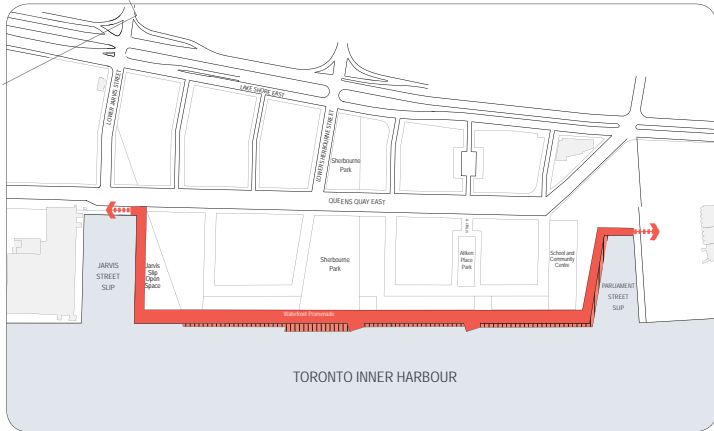 LOWER JARVIS STREET
LAKE SHORE EAST
LOWER SHERBOURNE STREET
Sherbourne
Park
QUEENS QUAY EAST
JARVIS
STREET
SLIP
Jarvis
Slip
Open
Space
Sherbourne
Park
Aitken
Place
Park
School and
Community
Centre
PARLIAMENT
STREET
SLIP
Waterfront Promenade
TORONTO INNER HARBOUR